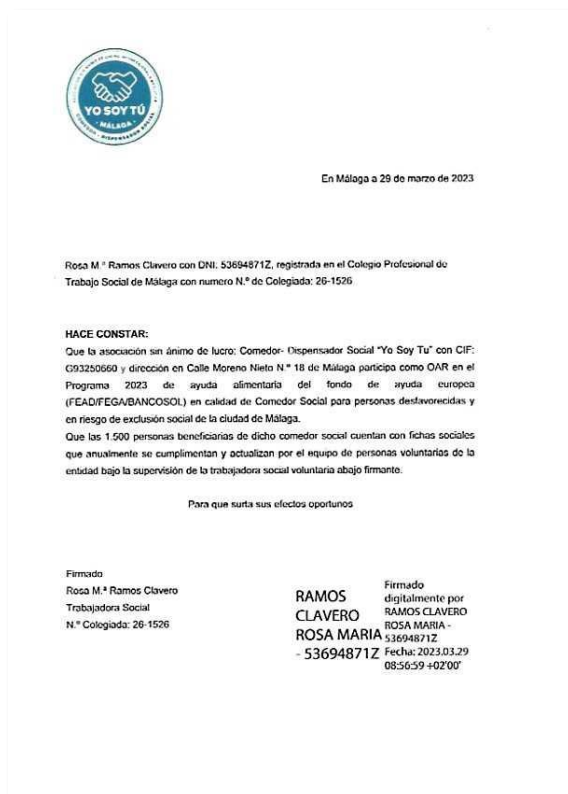 YO SOY TÚ
· MÁLAGA ·
COMEDOR - DISPENSADOR SOCIAL
En Málaga a 29 de marzo de 2023
Rosa M.ª Ramos Clavero con DNI: 53694871Z, registrada en el Colegio Profesional de
Trabajo Social de Málaga con numero N.º de Colegiada: 26-1526
HACE CONSTAR:
Que la asociación sin ánimo de lucro: Comedor- Dispensador Social "Yo Soy Tu" con CIF:
G93250660 y dirección en Calle Moreno Nieto N.º 18 de Málaga participa como OAR en el
Programa 2023 de ayuda alimentaria del fondo de ayuda europea
(FEAD/FEGA/BANCOSOL) en calidad de Comedor Social para personas desfavorecidas y
en riesgo de exclusión social de la ciudad de Málaga.
Que las 1.500 personas beneficiarias de dicho comedor social cuentan con fichas sociales
que anualmente se cumplimentan y actualizan por el equipo de personas voluntarias de la
entidad bajo la supervisión de la trabajadora social voluntaria abajo firmante.
Para que surta sus efectos oportunos
Firmado
Rosa M.ª Ramos Clavero
Trabajadora Social
N.º Colegiada: 26-1526
RAMOS
CLAVERO
ROSA MARIA
- 53694871Z
Firmado
digitalmente por
RAMOS CLAVERO
ROSA MARIA -
53694871Z
Fecha: 2023.03.29
08:56:59 +02'00'